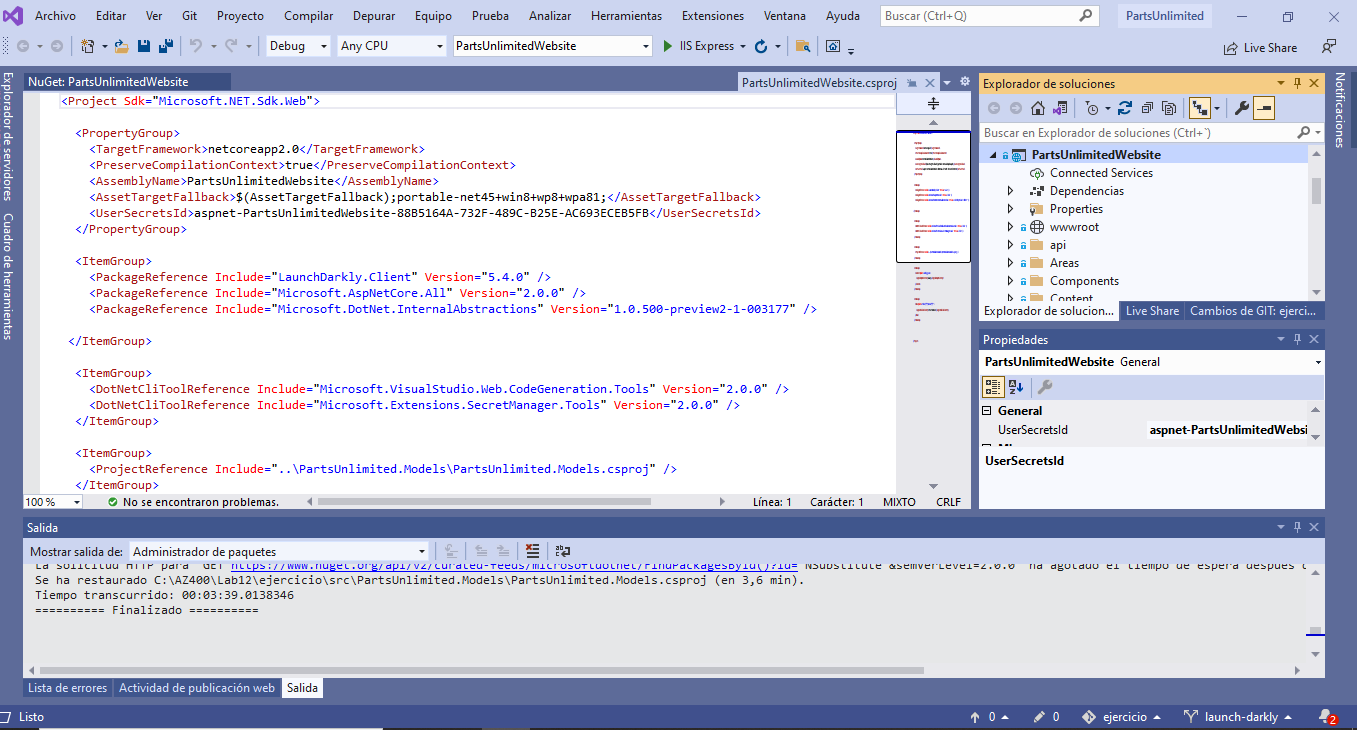 Archivo Editar Ver Git Proyecto Compilar Depurar Equipo Prueba Analizar Herramientas Extensiones Ventana Ayuda Buscar (Ctrl+Q) PartsUnlimited
Debug Any CPU PartsUnlimitedWebsite IIS Express Live Share
Explorador de servidores
Cuadro de herramientas
NuGet: PartsUnlimitedWebsite PartsUnlimitedWebsite.csproj
<Project Sdk="Microsoft.NET.Sdk.Web">
<PropertyGroup>
<TargetFramework>netcoreapp2.0</TargetFramework>
<PreserveCompilationContext>true</PreserveCompilationContext>
<AssemblyName>PartsUnlimitedWebsite</AssemblyName>
<AssetTargetFallback>$(AssetTargetFallback);portable-net45+win8+wp8+wpa81;</AssetTargetFallback>
<UserSecretsId>aspnet-PartsUnlimitedWebsite-88B5164A-732F-489C-B25E-AC693ECEB5FB</UserSecretsId>
</PropertyGroup>
<ItemGroup>
<PackageReference Include="LaunchDarkly.Client" Version="5.4.0" />
<PackageReference Include="Microsoft.AspNetCore.All" Version="2.0.0" />
<PackageReference Include="Microsoft.DotNet.InternalAbstractions" Version="1.0.500-preview2-1-003177" />
</ItemGroup>
<ItemGroup>
<DotNetCliToolReference Include="Microsoft.VisualStudio.Web.CodeGeneration.Tools" Version="2.0.0" />
<DotNetCliToolReference Include="Microsoft.Extensions.SecretManager.Tools" Version="2.0.0" />
</ItemGroup>
<ItemGroup>
<ProjectReference Include="..\PartsUnlimited.Models\PartsUnlimited.Models.csproj" />
</ItemGroup>
100 % No se encontraron problemas. Línea: 1 Carácter: 1 MIXTO CRLF
Explorador de soluciones
Buscar en Explorador de soluciones (Ctrl+`)
PartsUnlimitedWebsite
Connected Services
Dependencias
Properties
wwwroot
api
Areas
Components
Content
Explorador de solucion... Live Share Cambios de GIT: ejerci...
Propiedades
PartsUnlimitedWebsite General
General
UserSecretsId aspnet-PartsUnlimitedWebsi
UserSecretsId
Notificaciones
Salida
Mostrar salida de: Administrador de paquetes
La solicitud HTTP para 'GET https://www.nuget.org/api/v2/curated-feeds/microsoftdotnet/FindPackagesById()?id='NSubstitute'&semVerLevel=2.0.0' ha agotado el tiempo de espera después
Se ha restaurado C:\AZ400\Lab12\ejercicio\src\PartsUnlimited.Models\PartsUnlimited.Models.csproj (en 3,6 min).
Tiempo transcurrido: 00:03:39.0138346
========== Finalizado ==========
Lista de errores Actividad de publicación web Salida
Listo 0 0 ejercicio launch-darkly 2